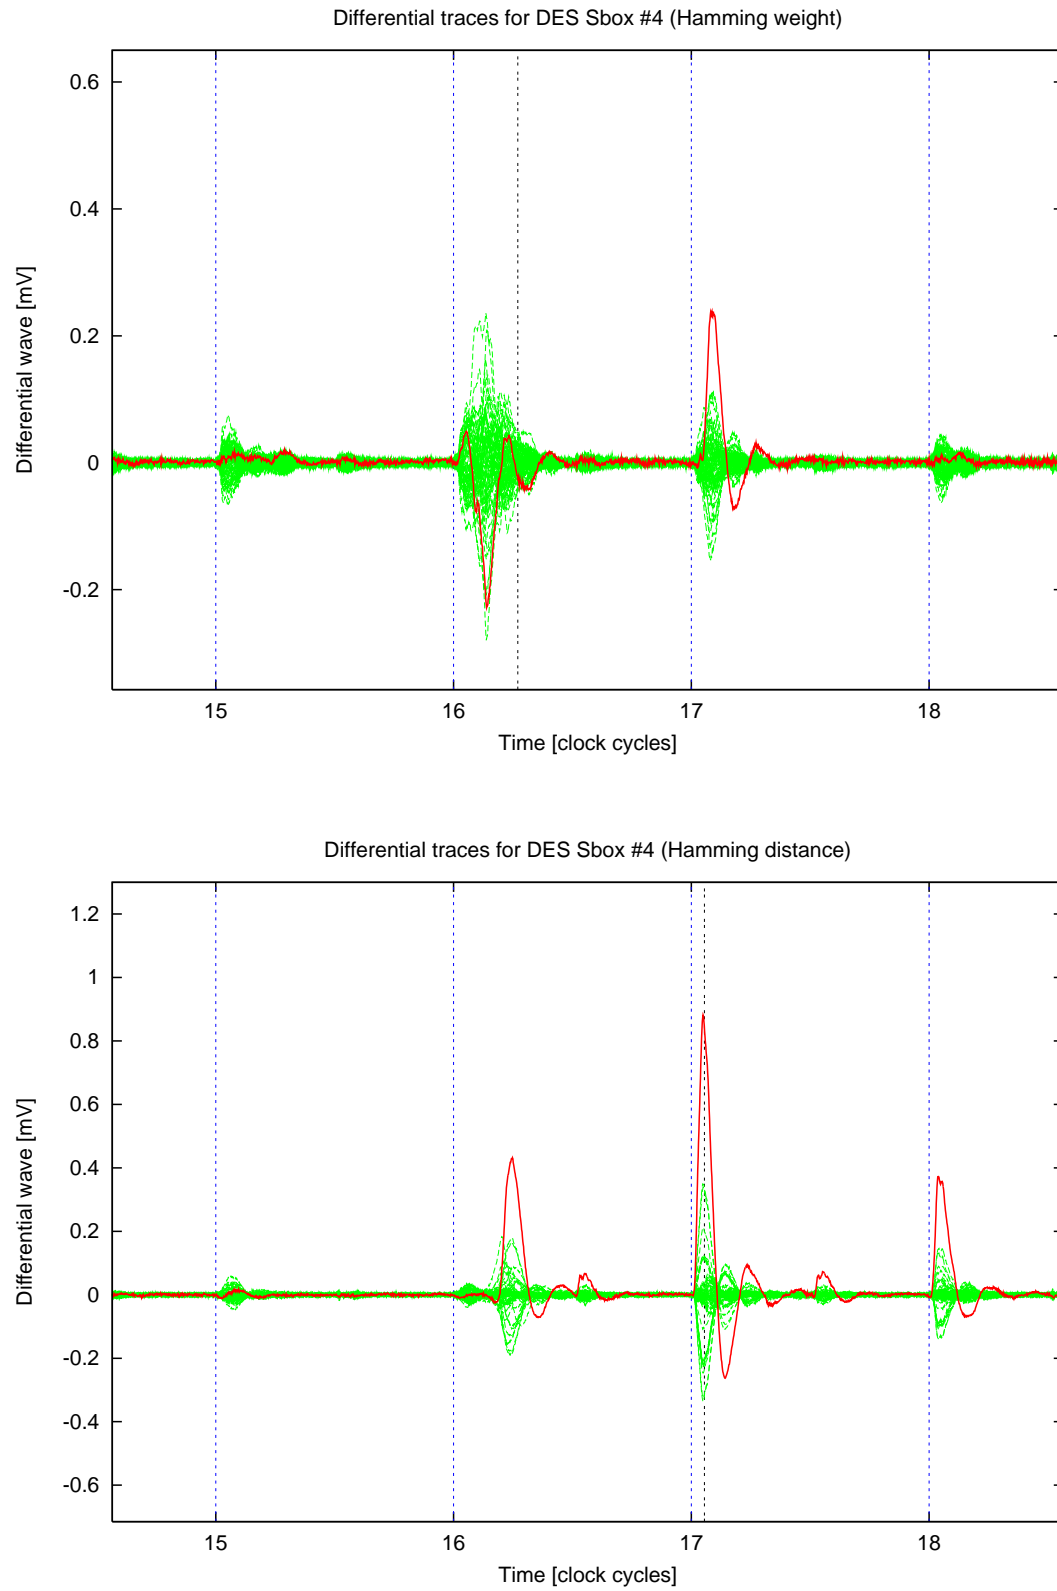 Differential traces for DES Sbox #4 (Hamming weight)
0.6
0.4
0.2
0
-0.2
Differential wave [mV]
15 16 17 18
Time [clock cycles]
Differential traces for DES Sbox #4 (Hamming distance)
1.2
1
0.8
0.6
0.4
0.2
0
-0.2
-0.4
-0.6
Differential wave [mV]
15 16 17 18
Time [clock cycles]